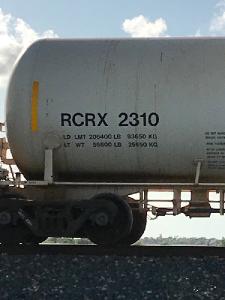 RCRX 2310
LD LMT 206400 LB 93650 KG
LT WT 56600 LB 25650 KG